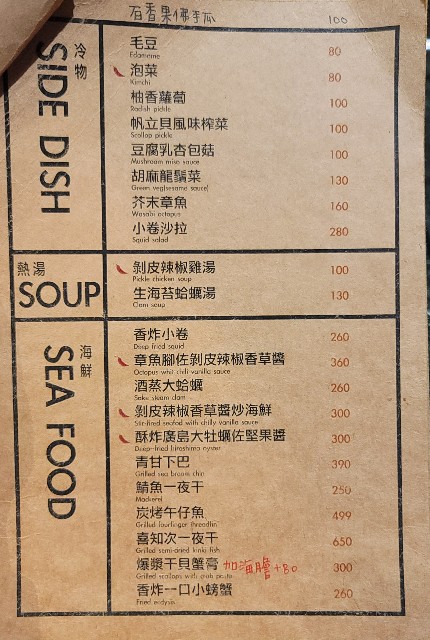 百香果佛手瓜 100
冷物
SIDE DISH
毛豆 80
Edamame
泡菜 80
Kimchi
柚香蘿蔔 100
Radish pickle
帆立貝風味榨菜 100
Scallop pickle
豆腐乳杏包菇 100
Mushroom miso sauce
胡麻龍鬚菜 130
Green veg(sesame sauce)
芥末章魚 160
Wasabi octopus
小卷沙拉 280
Squid salad
熱湯
SOUP
剝皮辣椒雞湯 100
Pickle chicken soup
生海苔蛤蠣湯 130
Clam soup
海鮮
SEA FOOD
香炸小卷 260
Deep fried squid
章魚腳佐剝皮辣椒香草醬 360
Octopus whit chili vanilla sauce
酒蒸大蛤蠣 260
Sake steam clam
剝皮辣椒香草醬炒海鮮 300
Stir-fired seafod with chilly vanilla sauce
酥炸廣島大牡蠣佐堅果醬 300
Deep-fried hiroshima oyster
青甘下巴 390
Grilled sea bream chin
鯖魚一夜干 250
Mackerel
炭烤午仔魚 499
Grilled fourfinger threadfin
喜知次一夜干 650
Grilled semi-dried kinki fish
爆漿干貝蟹膏 加海膽+80 300
Grilled scallops with crab paste
香炸一口小螃蟹 260
Fried ecdysis